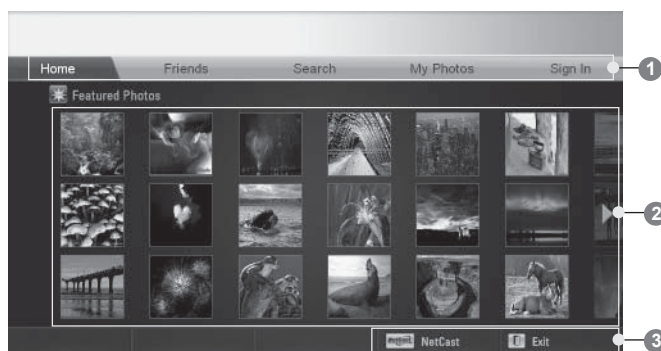 Home Friends Search My Photos Sign In
1
Featured Photos
2
NetCast Exit
3